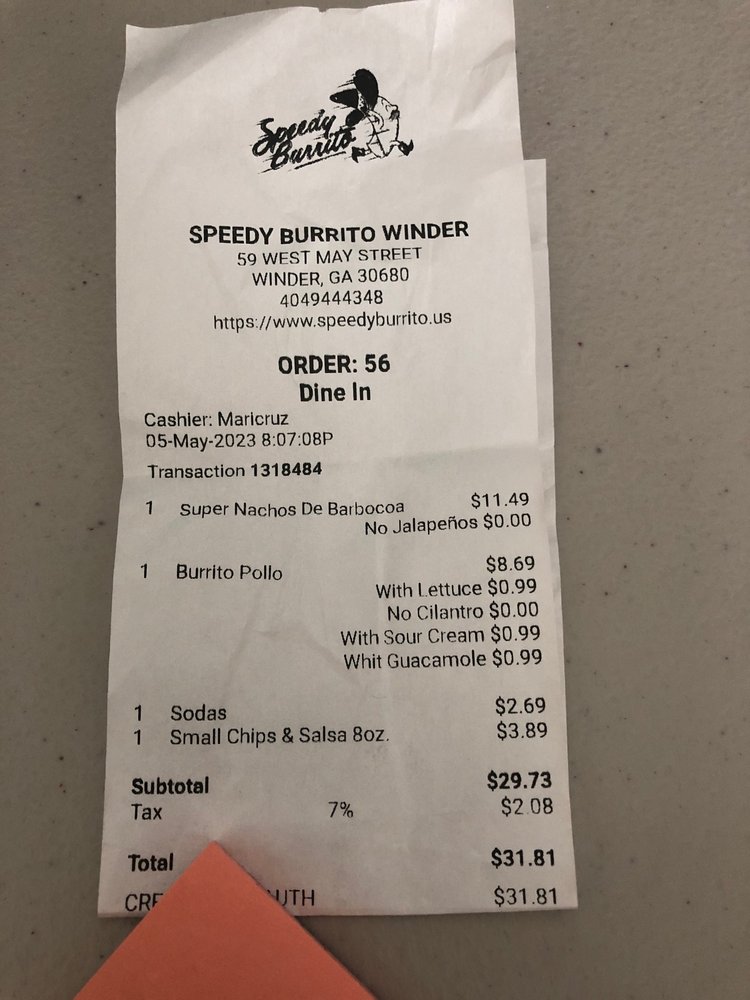 Speedy
Burrito
SPEEDY BURRITO WINDER
59 WEST MAY STREET
WINDER, GA 30680
4049444348
https://www.speedyburrito.us
ORDER: 56
Dine In
Cashier: Maricruz
05-May-2023 8:07:08P
Transaction 1318484
1 Super Nachos De Barbocoa $11.49
No Jalapeños $0.00
1 Burrito Pollo $8.69
With Lettuce $0.99
No Cilantro $0.00
With Sour Cream $0.99
Whit Guacamole $0.99
1 Sodas $2.69
1 Small Chips & Salsa 8oz. $3.89
Subtotal $29.73
Tax 7% $2.08
Total $31.81
$31.81